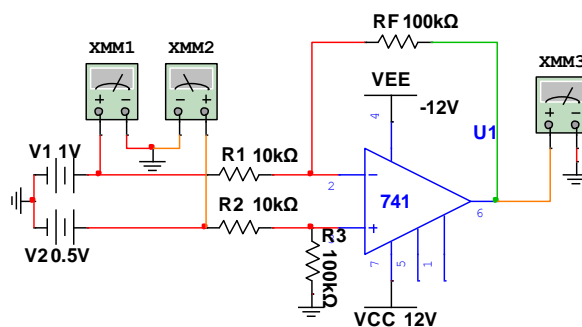 RF 100kΩ
XMM1 XMM2
XMM3
VEE
-12V
4
U1
V1 1V
R1 10kΩ
2
741
6
R2 10kΩ
V2 0.5V
R3
100kΩ
7
5
1
VCC 12V